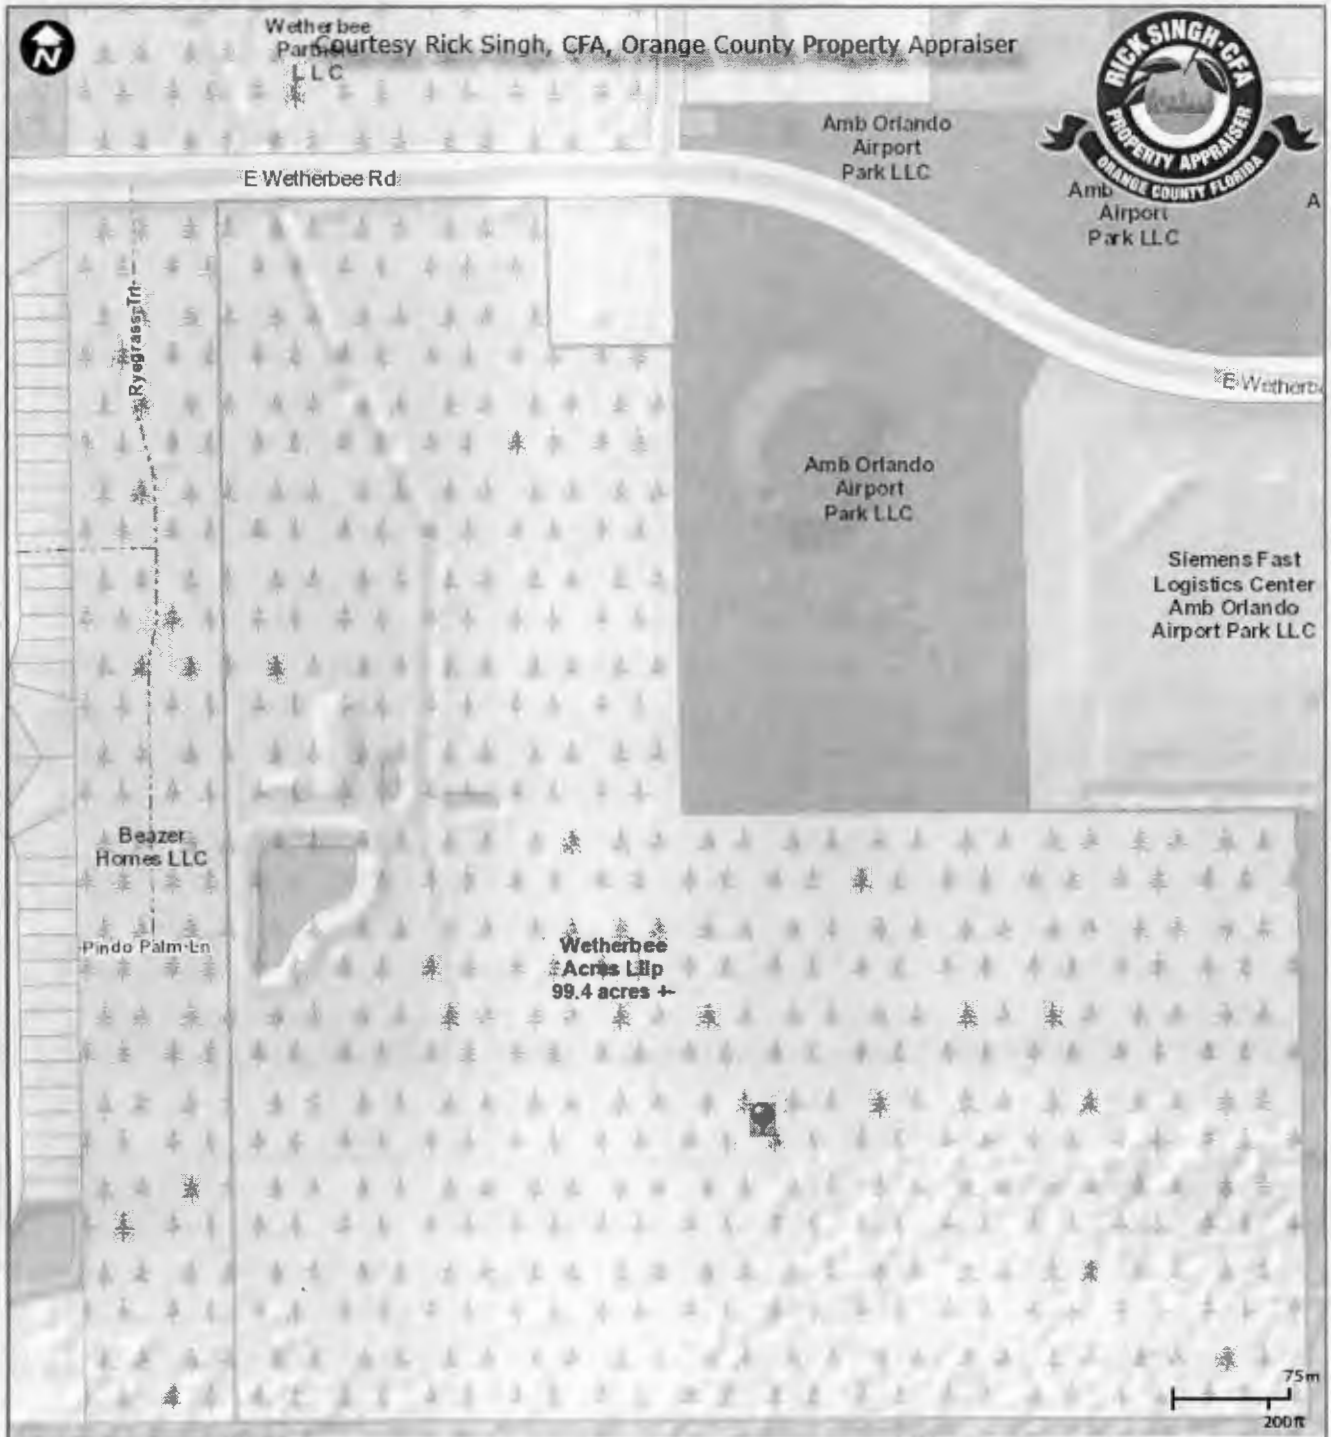 N
Wetherbee
L L C
Courtesy Rick Singh, CFA, Orange County Property Appraiser
RICK SINGH·CFA
PROPERTY APPRAISER
ORANGE COUNTY FLORIDA
Amb Orlando
Airport
Park LLC
Amb
Airport
Park LLC
A
E Wetherbee Rd
Ryegrass Trl
E Wetherb
Amb Orlando
Airport
Park LLC
Siemens Fast
Logistics Center
Amb Orlando
Airport Park LLC
Beazer
Homes LLC
Pindo Palm Ln
Wetherbee
Acres Lllp
99.4 acres +-
75m
200ft